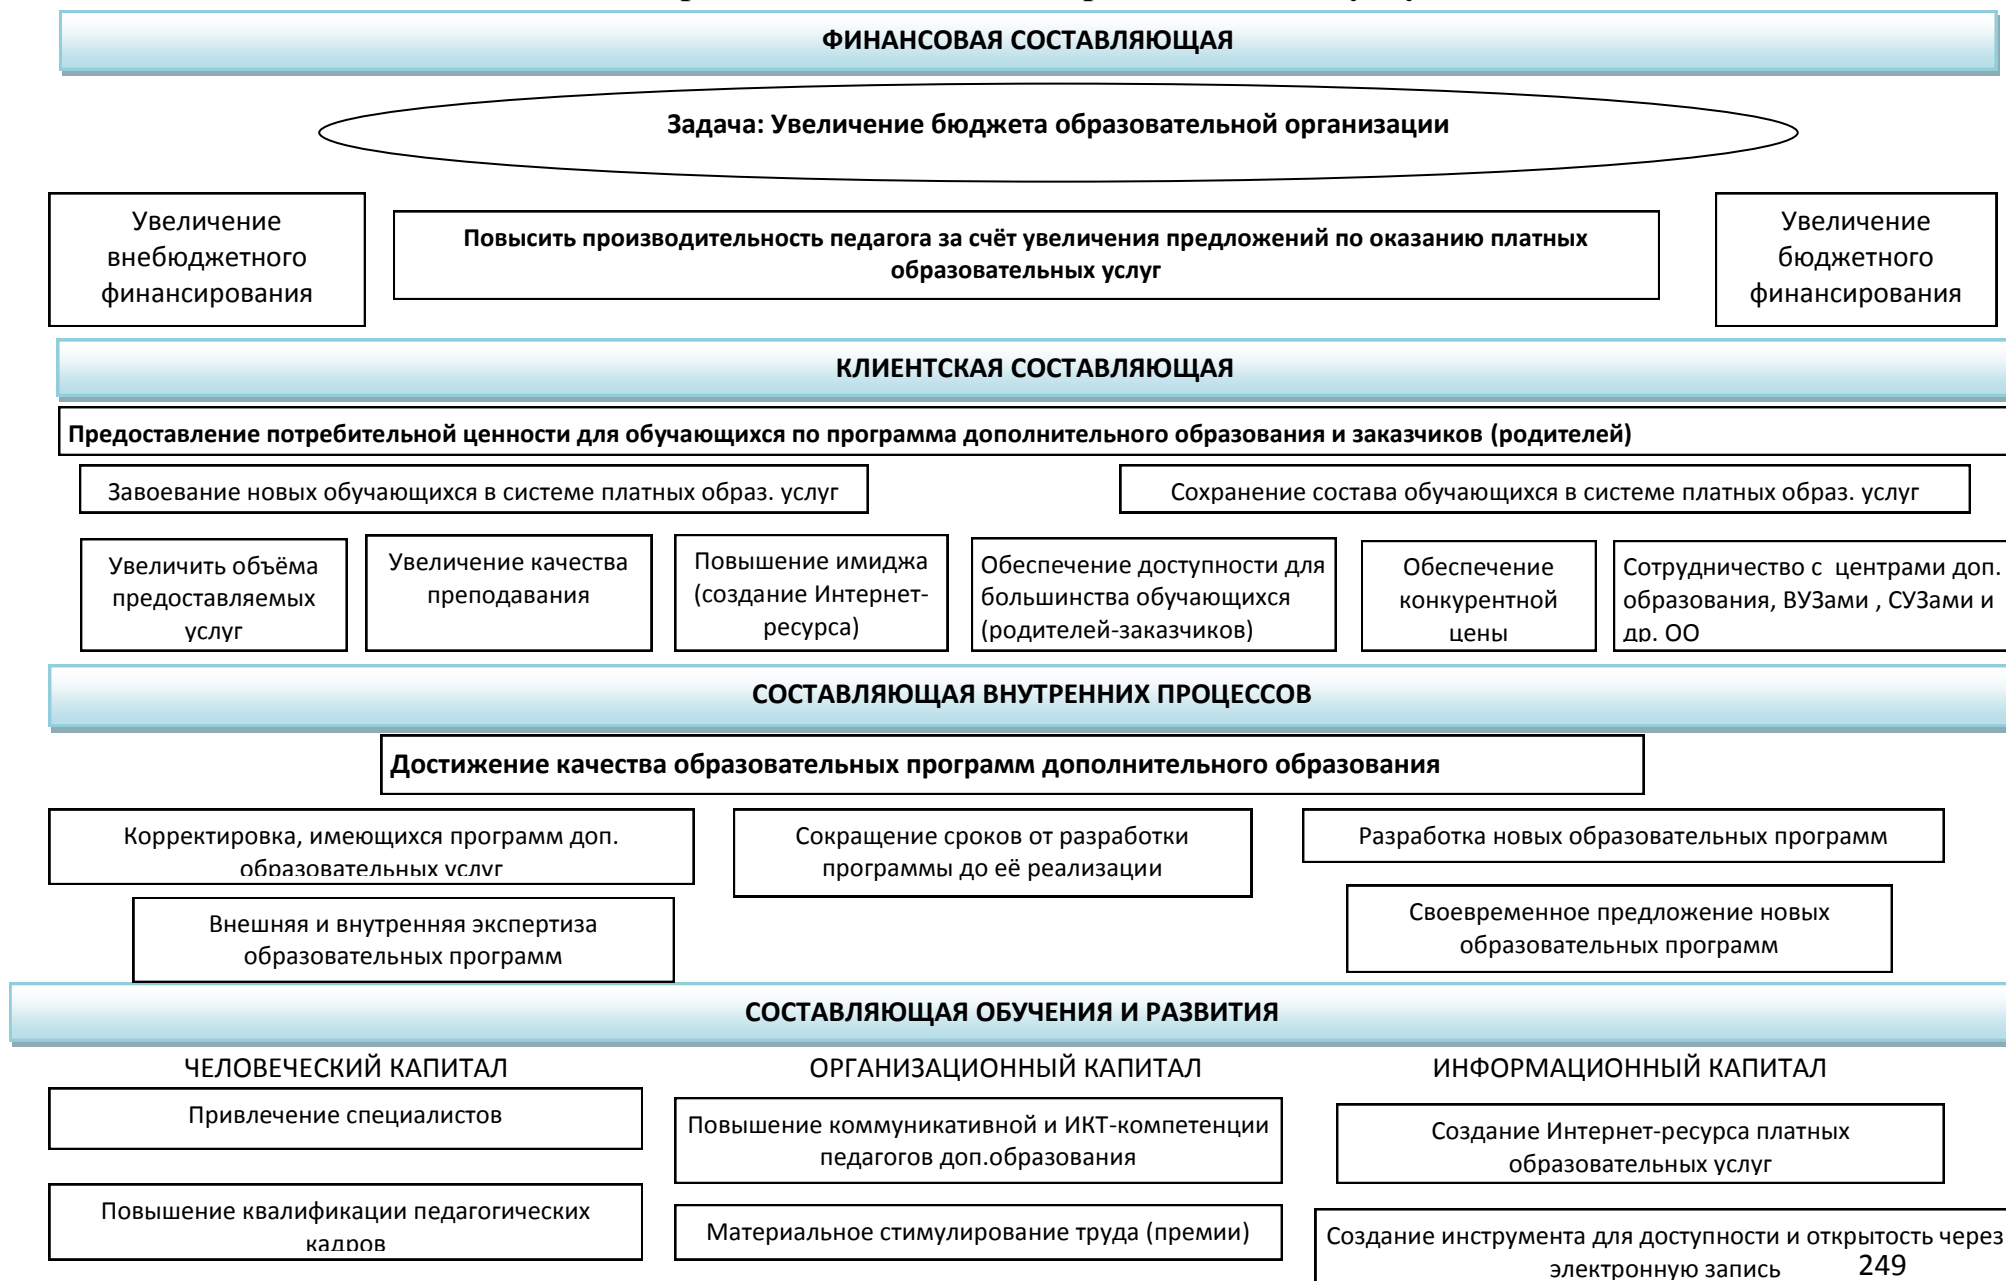 ФИНАНСОВАЯ СОСТАВЛЯЮЩАЯ
Задача: Увеличение бюджета образовательной организации
Увеличение
внебюджетного
финансирования
Повысить производительность педагога за счёт увеличения предложений по оказанию платных
образовательных услуг
Увеличение
бюджетного
финансирования
КЛИЕНТСКАЯ СОСТАВЛЯЮЩАЯ
Предоставление потребительной ценности для обучающихся по программа дополнительного образования и заказчиков (родителей)
Завоевание новых обучающихся в системе платных образ. услуг
Сохранение состава обучающихся в системе платных образ. услуг
Увеличить объёма
предоставляемых
услуг
Увеличение качества
преподавания
Повышение имиджа
(создание Интернет-
ресурса)
Обеспечение доступности для
большинства обучающихся
(родителей-заказчиков)
Обеспечение
конкурентной
цены
Сотрудничество с центрами доп.
образования, ВУЗами , СУЗами и
др. ОО
СОСТАВЛЯЮЩАЯ ВНУТРЕННИХ ПРОЦЕССОВ
Достижение качества образовательных программ дополнительного образования
Корректировка, имеющихся программ доп.
образовательных услуг
Сокращение сроков от разработки
программы до её реализации
Разработка новых образовательных программ
Внешняя и внутренняя экспертиза
образовательных программ
Своевременное предложение новых
образовательных программ
СОСТАВЛЯЮЩАЯ ОБУЧЕНИЯ И РАЗВИТИЯ
ЧЕЛОВЕЧЕСКИЙ КАПИТАЛ
ОРГАНИЗАЦИОННЫЙ КАПИТАЛ
ИНФОРМАЦИОННЫЙ КАПИТАЛ
Привлечение специалистов
Повышение коммуникативной и ИКТ-компетенции
педагогов доп.образования
Создание Интернет-ресурса платных
образовательных услуг
Повышение квалификации педагогических
кадров
Материальное стимулирование труда (премии)
Создание инструмента для доступности и открытость через
электронную запись
249